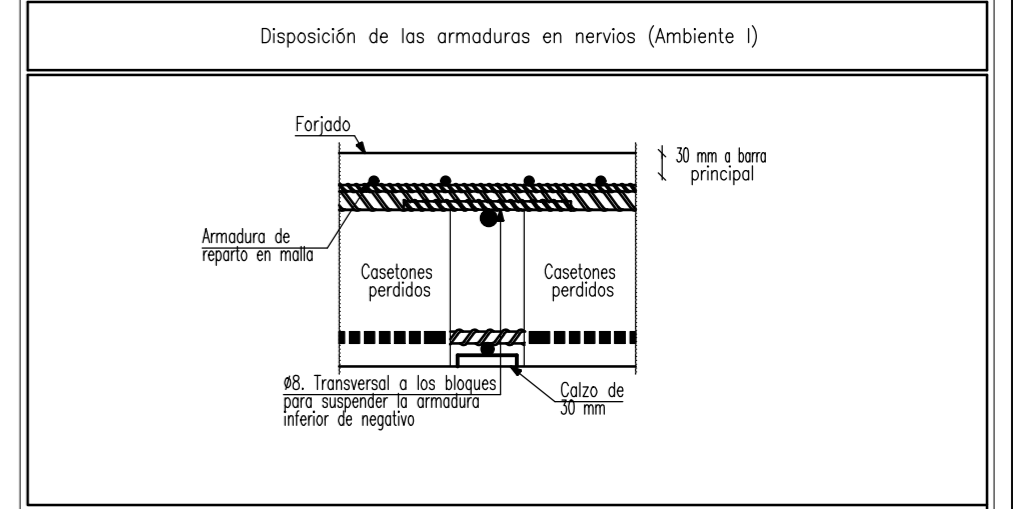 Disposición de las armaduras en nervios (Ambiente I)
Forjado
30 mm a barra
principal
Armadura de
reparto en malla
Casetones
perdidos
Casetones
perdidos
ø8. Transversal a los bloques
para suspender la armadura
inferior de negativo
Calzo de
30 mm